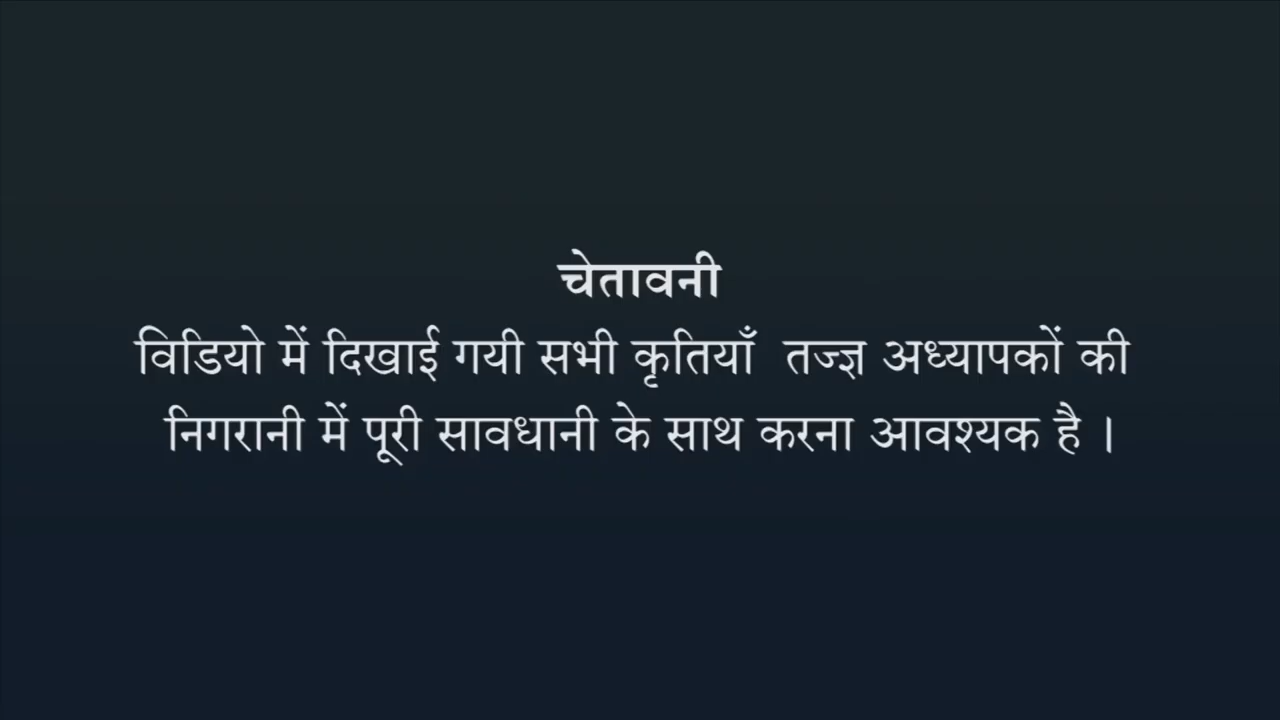 चेतावनी
विडियो में दिखाई गयी सभी कृतियाँ तज्ज्ञ अध्यापकों की
निगरानी में पूरी सावधानी के साथ करना आवश्यक है ।